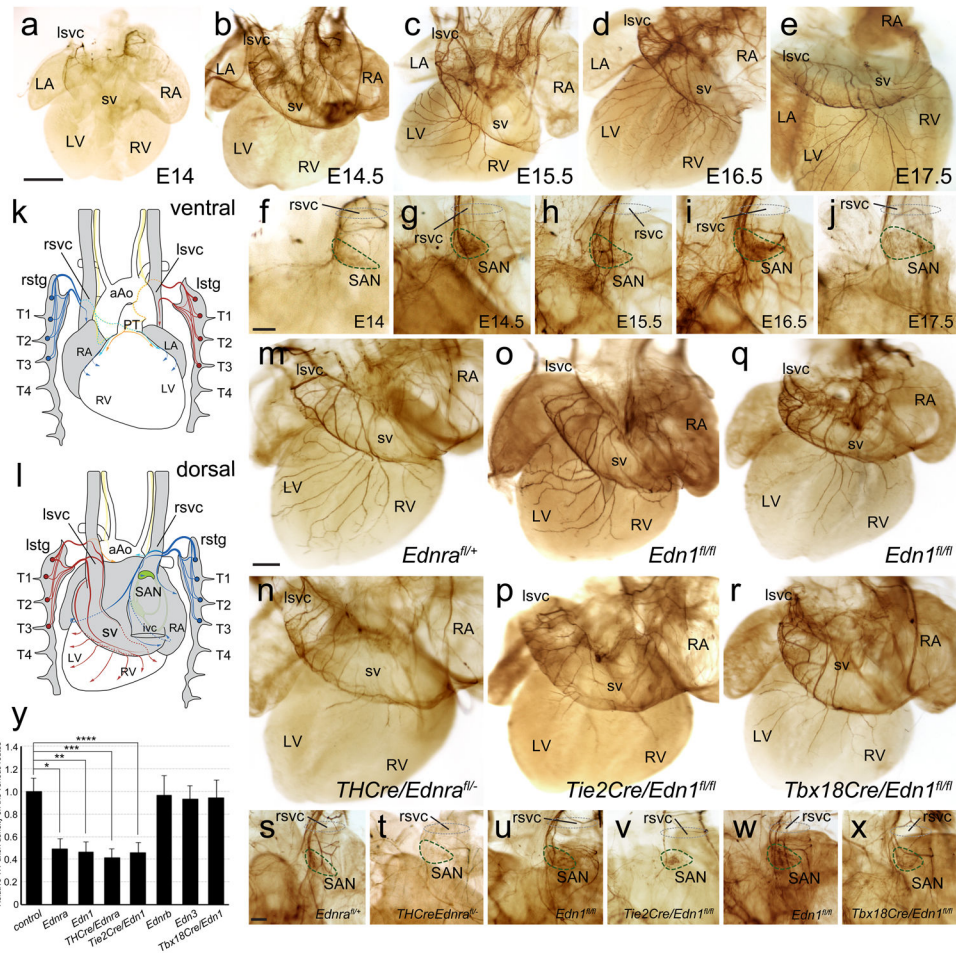 a
lsvc
LA
sv
RA
LV
RV
E14
b
lsvc
LA
RA
sv
LV
RV
E14.5
c
lsvc
LA
RA
sv
LV
RV
E15.5
d
lsvc
LA
RA
sv
LV
RV
E16.5
e
RA
lsvc
sv
LA
RV
LV
E17.5
f
rsvc
SAN
E14
g
rsvc
SAN
E14.5
h
rsvc
SAN
E15.5
i
rsvc
SAN
E16.5
j
rsvc
SAN
E17.5
k
ventral
rsvc
lsvc
rstg
lstg
aAo
T1
T1
PT
T2
T2
RA
LA
T3
T3
T4
LV
T4
RV
l
dorsal
lsvc
rsvc
lstg
rstg
aAo
T1
SAN
T1
T2
T2
sv
ivc
RA
T3
T3
LV
T4
RV
T4
m
lsvc
RA
sv
LV
RV
Ednra fl/+
o
lsvc
RA
sv
LV
RV
Edn1 fl/fl
q
lsvc
RA
sv
LV
RV
Edn1 fl/fl
n
lsvc
RA
sv
LV
RV
THCre/Ednra fl/-
p
lsvc
RA
sv
LV
RV
Tie2Cre/Edn1 fl/fl
r
lsvc
RA
sv
LV
RV
Tbx18Cre/Edn1 fl/fl
s
rsvc
SAN
Ednra fl/+
t
rsvc
SAN
THCreEdnra fl/-
u
rsvc
SAN
Edn1 fl/fl
v
rsvc
SAN
Tie2Cre/Edn1 fl/fl
w
rsvc
SAN
Edn1 fl/fl
x
rsvc
SAN
Tbx18Cre/Edn1 fl/fl
y
1.4
1.2
1.0
0.8
0.6
0.4
0.2
0
****
***
**
*
control
Ednra
Edn1
THCre/Ednra
Tie2Cre/Edn1
Ednrb
Edn3
Tbx18Cre/Edn1